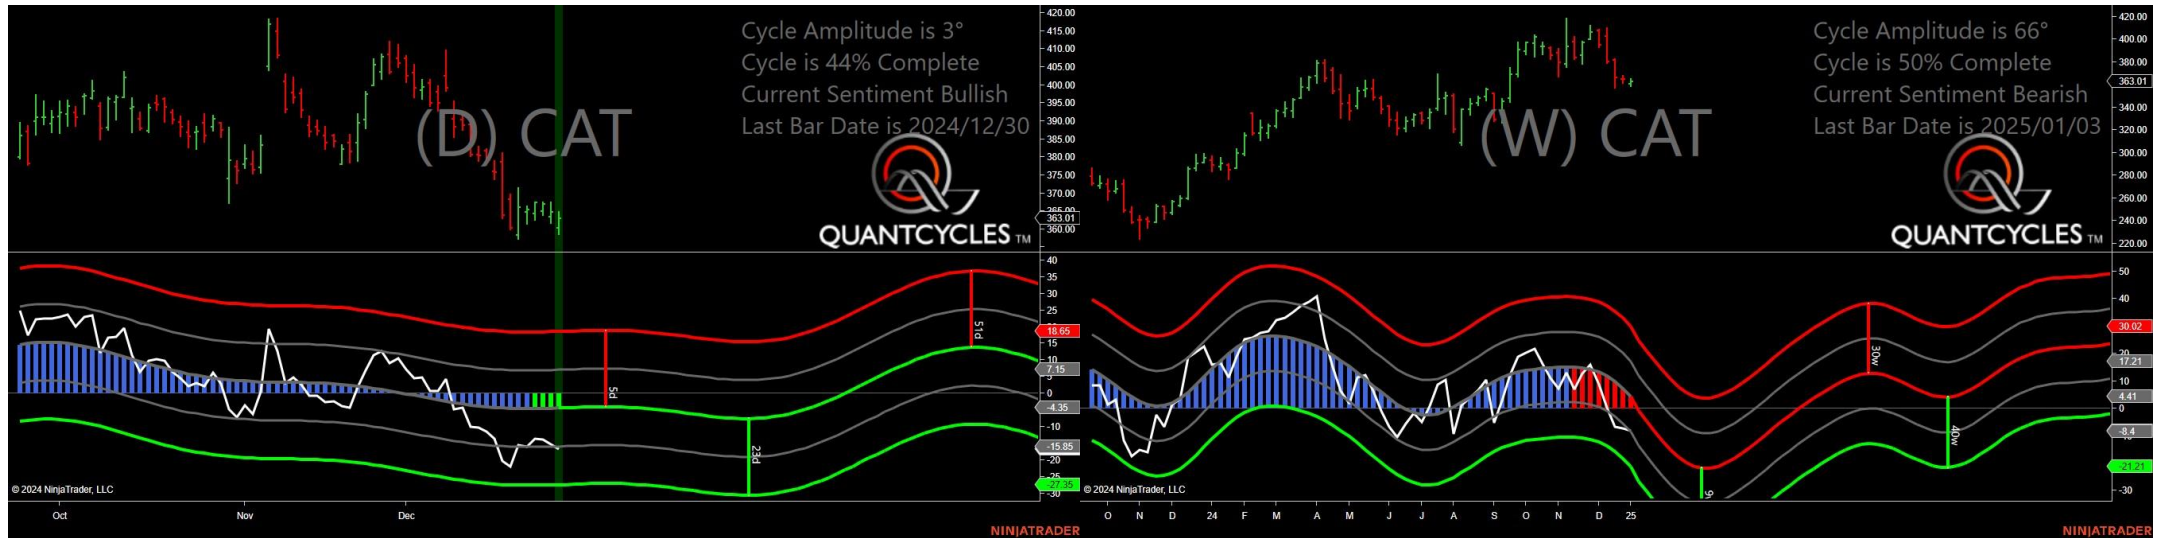 Cycle Amplitude is 3°
Cycle is 44% Complete
Current Sentiment Bullish
Last Bar Date is 2024/12/30
(D) CAT
QUANTCYCLES TM
420.00
415.00
410.00
405.00
400.00
395.00
390.00
385.00
380.00
375.00
370.00
365.00
363.01
360.00
40
35
30
25
18.65
15
10
7.15
5
0
-4.35
-10
-15.85
-20
-25
-27.35
-30
5d
23d
51d
© 2024 NinjaTrader, LLC
Oct Nov Dec
NINJATRADER
Cycle Amplitude is 66°
Cycle is 50% Complete
Current Sentiment Bearish
Last Bar Date is 2025/01/03
(W) CAT
QUANTCYCLES TM
420.00
400.00
380.00
363.01
340.00
320.00
300.00
280.00
260.00
240.00
220.00
50
40
30.02
17.21
10
4.41
0
-8.4
-21.21
-30
30w
40w
© 2024 NinjaTrader, LLC
O N D 24 F M A M J J A S O N D 25
NINJATRADER